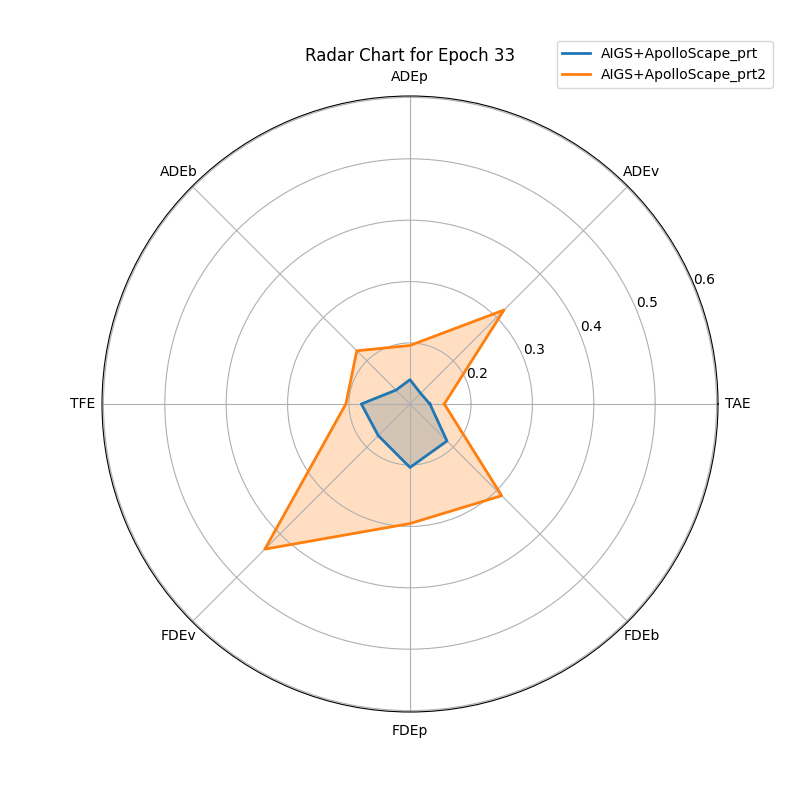 AIGS+ApolloScape_prt
AIGS+ApolloScape_prt2
Radar Chart for Epoch 33
ADEp
ADEb
ADEv
0.6
0.5
0.4
0.3
0.2
TFE
TAE
FDEv
FDEb
FDEp